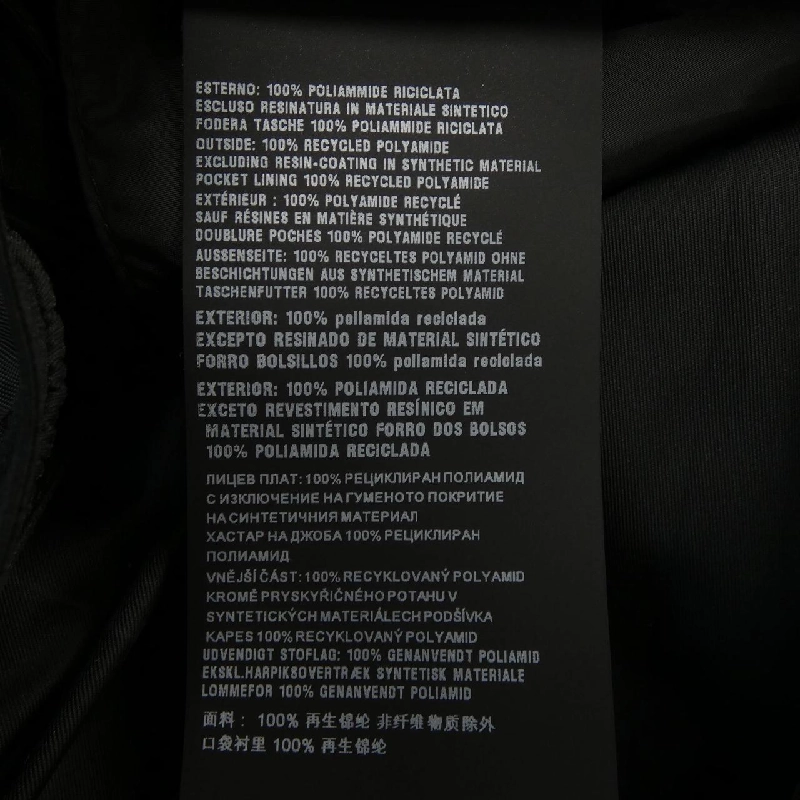 ESTERNO: 100% POLIAMMIDE RICICLATA
ESCLUSO RESINATURA IN MATERIALE SINTETICO
FODERA TASCHE 100% POLIAMMIDE RICICLATA
OUTSIDE: 100% RECYCLED POLYAMIDE
EXCLUDING RESIN-COATING IN SYNTHETIC MATERIAL
POCKET LINING 100% RECYCLED POLYAMIDE
EXTÉRIEUR : 100% POLYAMIDE RECYCLÉ
SAUF RÉSINES EN MATIÈRE SYNTHÉTIQUE
DOUBLURE POCHES 100% POLYAMIDE RECYCLÉ
AUSSENSEITE: 100% RECYCELTES POLYAMID OHNE
BESCHICHTUNGEN AUS SYNTHETISCHEM MATERIAL
TASCHENFUTTER 100% RECYCELTES POLYAMID
EXTERIOR: 100% poliamida reciclada
EXCEPTO RESINADO DE MATERIAL SINTÉTICO
FORRO BOLSILLOS 100% poliamida reciclada
EXTERIOR: 100% POLIAMIDA RECICLADA
EXCETO REVESTIMENTO RESÍNICO EM
MATERIAL SINTÉTICO FORRO DOS BOLSOS
100% POLIAMIDA RECICLADA
ЛИЦЕВ ПЛАТ: 100% РЕЦИКЛИРАН ПОЛИАМИД
С ИЗКЛЮЧЕНИЕ НА ГУМЕНОТО ПОКРИТИЕ
НА СИНТЕТИЧНИЯ МАТЕРИАЛ
ХАСТАР НА ДЖОБА 100% РЕЦИКЛИРАН
ПОЛИАМИД
VNĚJŠÍ ČÁST: 100% RECYKLOVANÝ POLYAMID
KROMĚ PRYSKYŘIČNÉHO POTAHU V
SYNTETICKÝCH MATERIÁLECH PODŠÍVKA
KAPES 100% RECYKLOVANÝ POLYAMID
UDVENDIGT STOFLAG: 100% GENANVENDT POLIAMID
EKSKL.HARPIKSOVERTRÆK SYNTETISK MATERIALE
LOMMEFOR 100% GENANVENDT POLIAMID
面料： 100% 再生锦纶 非纤维物质除外
口袋衬里 100% 再生锦纶